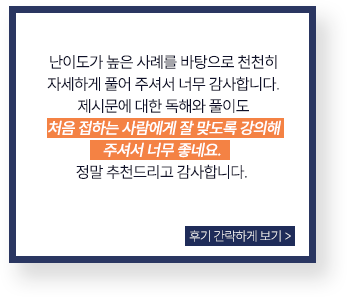 난이도가 높은 사례를 바탕으로 천천히
자세하게 풀어 주셔서 너무 감사합니다.
제시문에 대한 독해와 풀이도
처음 접하는 사람에게 잘 맞도록 강의해
주셔서 너무 좋네요.
정말 추천드리고 감사합니다.
후기 간략하게 보기 >